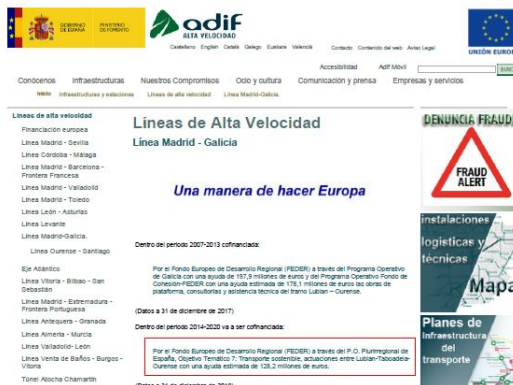 GOBIERNO DE ESPAÑA
MINISTERIO DE FOMENTO
adif
ALTA VELOCIDAD
UNIÓN EUROP
Castellano English Català Galego Euskara Valencià
Contacto Contenido del web Aviso Legal
Accesibilidad Adif Móvil
Conócenos Infraestructuras Nuestros Compromisos Ocio y cultura Comunicación y prensa Empresas y servicios
Inicio Infraestructuras y estaciones Líneas de alta velocidad Línea Madrid-Galicia.
Líneas de alta velocidad
Financiación europea
Línea Madrid - Sevilla
Línea Córdoba - Málaga
Línea Madrid - Barcelona -
Frontera Francesa
Línea Madrid - Valladolid
Línea Madrid - Toledo
Línea León - Asturias
Línea Levante
Línea Madrid-Galicia.
Línea Ourense - Santiago
Eje Atlántico
Línea Vitoria - Bilbao - San
Sebastián
Línea Madrid - Extremadura -
Frontera Portuguesa
Línea Antequera - Granada
Línea Almería - Murcia
Línea Valladolid- León
Línea Venta de Baños - Burgos -
Vitoria
Túnel Atocha Chamartín
Líneas de Alta Velocidad
Línea Madrid - Galicia
Una manera de hacer Europa
Dentro del periodo 2007-2013 cofinanciada:
Por el Fondo Europeo de Desarrollo Regional (FEDER) a través del Programa Operativo
de Galicia con una ayuda de 197,9 millones de euros y del Programa Operativo Fondo de
Cohesión-FEDER con una ayuda estimada de 176,1 millones de euros las obras de
plataforma, consultorías y asistencia técnica del tramo Lubian – Ourense.
(Datos a 31 de diciembre de 2017)
Dentro del periodo 2014-2020 va a ser cofinanciada:
Por el Fondo Europeo de Desarrollo Regional (FEDER) a través del P.O. Plurirregional de
España, Objetivo Temático 7: Transporte sostenible, actuaciones entre Lubian-Taboadela-
Ourense con una ayuda estimada de 128,2 millones de euros.
DENUNCIA FRAUDE
FRAUD
ALERT
instalaciones
logísticas y
técnicas
Mapa
Planes de
Infraestructura
del
transporte